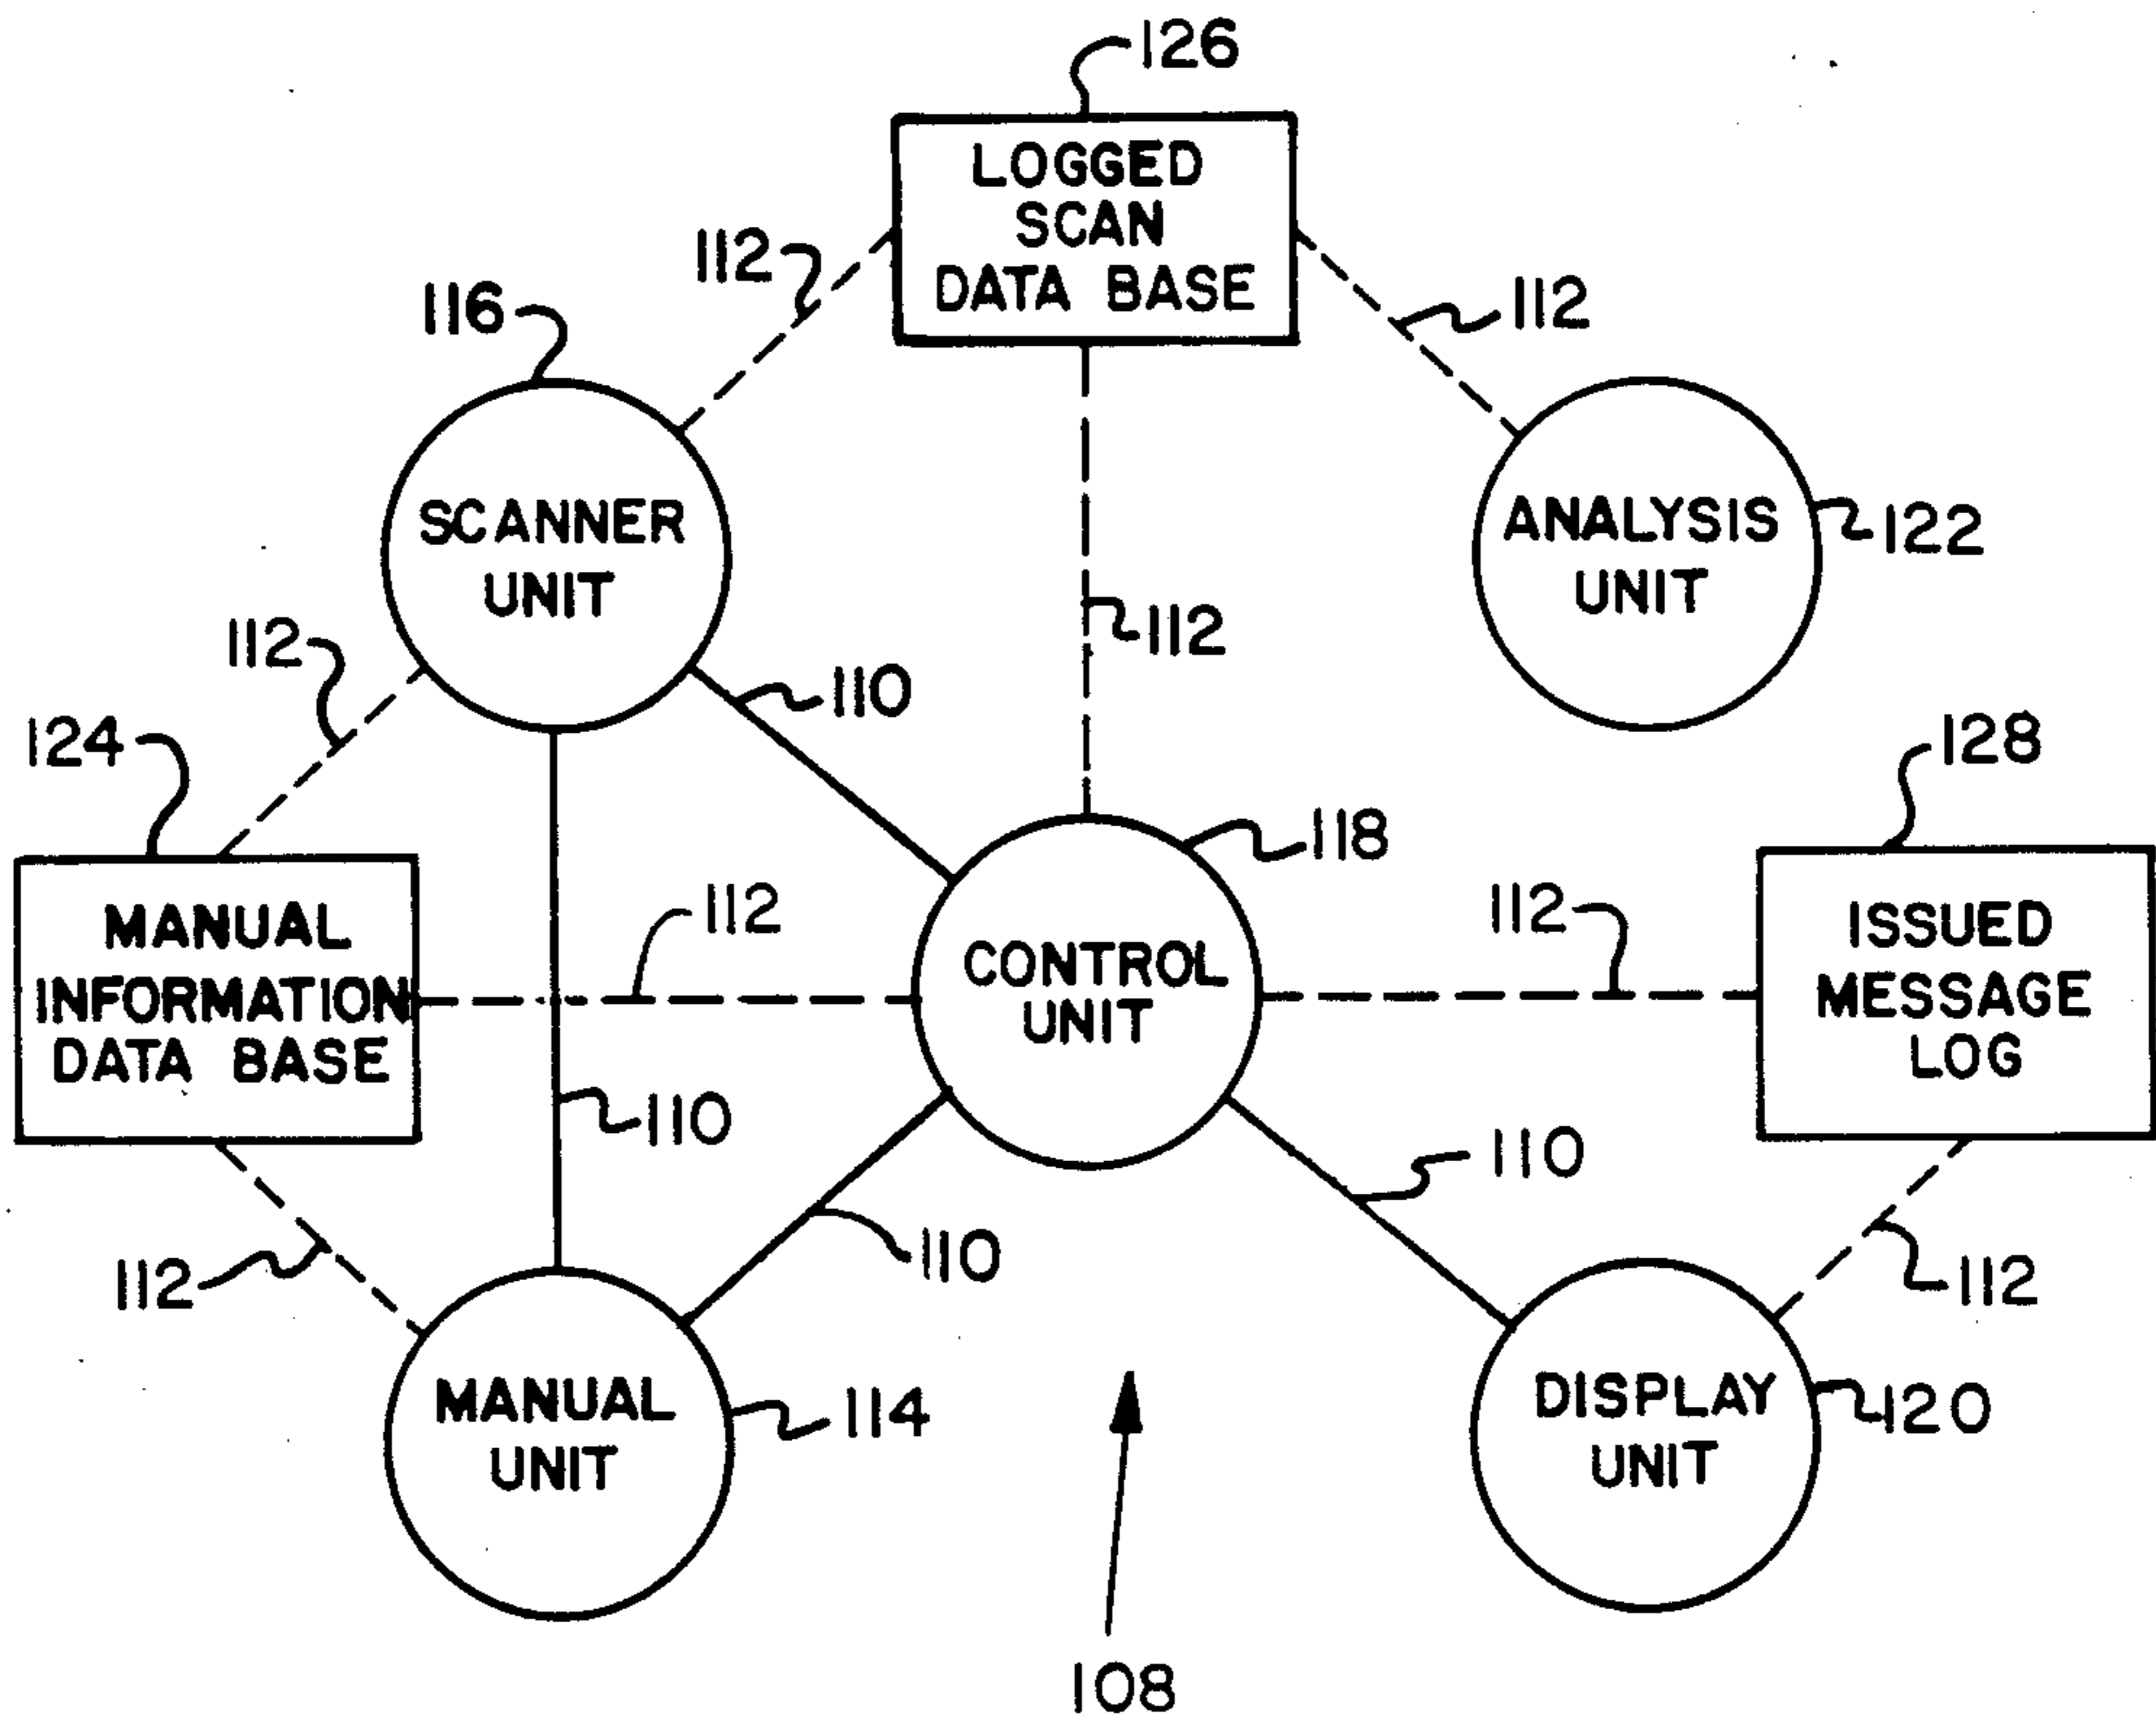 126
LOGGED
SCAN
DATA BASE
112
112
116
SCANNER
UNIT
ANALYSIS
UNIT
122
112
112
110
124
128
118
MANUAL
INFORMATION
DATA BASE
112
CONTROL
UNIT
112
ISSUED
MESSAGE
LOG
110
110
110
112
112
MANUAL
UNIT
114
DISPLAY
UNIT
120
108